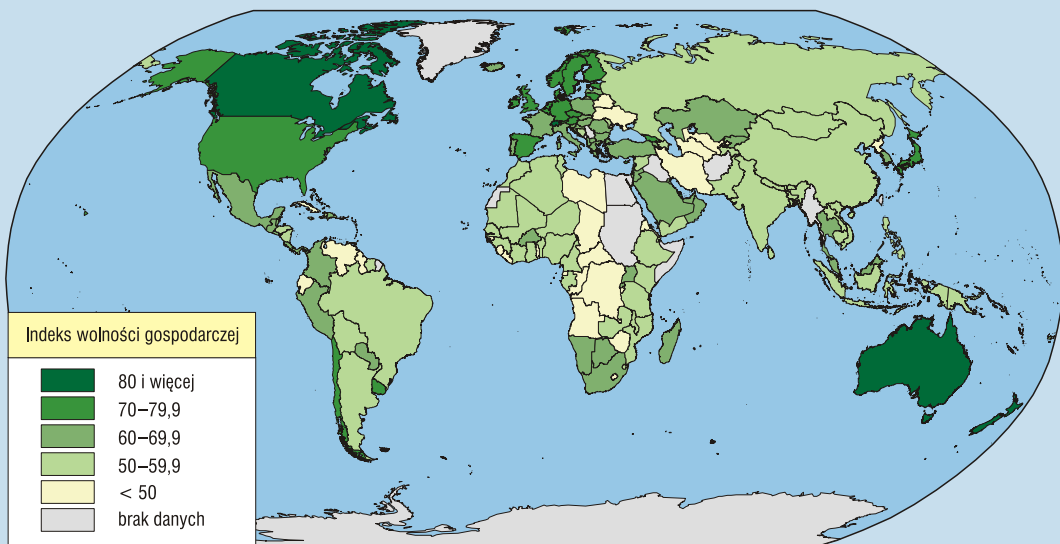 Indeks wolności gospodarczej
80 i więcej
70–79,9
60–69,9
50–59,9
< 50
brak danych